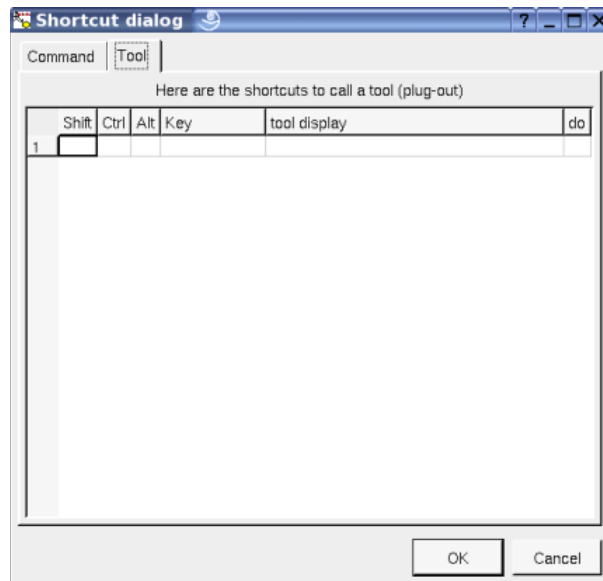 Shortcut dialog
Command Tool
Here are the shortcuts to call a tool (plug-out)
Shift Ctrl Alt Key tool display do
1
OK Cancel